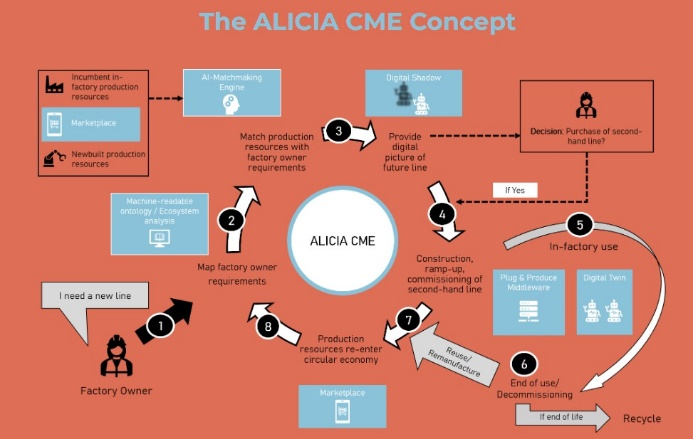 The ALICIA CME Concept
Incumbent in-
factory production
resources
Marketplace
Newbuilt production
resources
AI-Matchmaking
Engine
Digital Shadow
Match production
resources with
factory owner
requirements
3
Provide
digital
picture of
future line
Decision: Purchase of second-
hand line?
If Yes
Machine-readable
ontology / Ecosystem
analysis
2
Map factory owner
requirements
ALICIA CME
4
Construction,
ramp-up,
commissioning of
second-hand line
5
In-factory use
Plug & Produce
Middleware
Digital Twin
I need a new line
1
Factory Owner
8
Production
resources re-enter
circular economy
Marketplace
7
Reuse/
Remanufacture
6
End of use/
Decommissioning
If end of life
Recycle